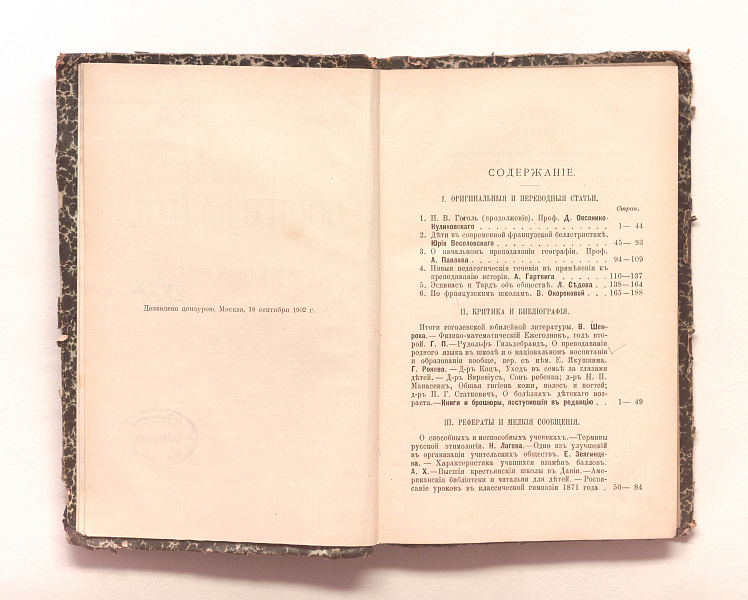 Дозволено цензурою. Москва, 18 сентября 1902 г.
СОДЕРЖАНІЕ.
I. ОРИГИНАЛЬНЫЯ И ПЕРЕВОДНЫЯ СТАТЬИ.
Стран.
1. Н. В. Гоголь (продолженіе). Проф. Д. Овсянико-
Куликовскаго . . . . . . . . . . . . . . . . 1— 44
2. Дѣти въ современной французской беллетристикѣ.
Юрія Веселовскаго . . . . . . . . . . . . . . 45— 93
3. О начальномъ преподаваніи географіи. Проф.
А. Павлова . . . . . . . . . . . . . . . . . 94—109
4. Новыя педагогическія теченія въ примѣненіи къ
преподаванію исторіи. А. Гартвига . . . . . . 110—137
5. Эспинасъ и Тардъ объ обществѣ. Л. Сѣдова . . 138—164
6. По французскимъ школамъ. В. Окороковой . . . 165—188
II. КРИТИКА И БИБЛІОГРАФІЯ.
Итоги гоголевской юбилейной литературы. В. Шен-
рока. — Физико-математическій Ежегодникъ, годъ вто-
рой. Г. П.—Рудольфъ Гильдебрандъ, О преподаваніи
родного языка въ школѣ и о національномъ воспитаніи
и образованіи вообще, пер. съ нѣм. Е. Якушкина.
Г. Рокова. — Д-ръ Кацъ, Уходъ въ семьѣ за глазами
дѣтей. — Д-ръ Виреніусъ, Сонъ ребенка; д-ръ Н. П.
Манасеинъ, Общая гигіена кожи, волосъ и ногтей;
д-ръ П. Г. Статкевичъ, О болѣзняхъ дѣтскаго воз-
раста.—Книги и брошюры, поступившія въ редакцію . . 1— 49
III. РЕФЕРАТЫ И МЕЛКІЯ СООБЩЕНІЯ.
О способныхъ и неспособныхъ ученикахъ.—Термины
русской этимологіи. Н. Лагова.—Одно изъ улучшеній
въ организаціи учительскихъ обществъ. Е. Звягинце-
ва. — Характеристика учащихся взамѣнъ балловъ.
А. Х.—Высшія крестьянскія школы въ Даніи.—Аме-
риканскія библіотеки и читальни для дѣтей. — Роспи-
саніе уроковъ въ классической гимназіи 1871 года . 50— 84